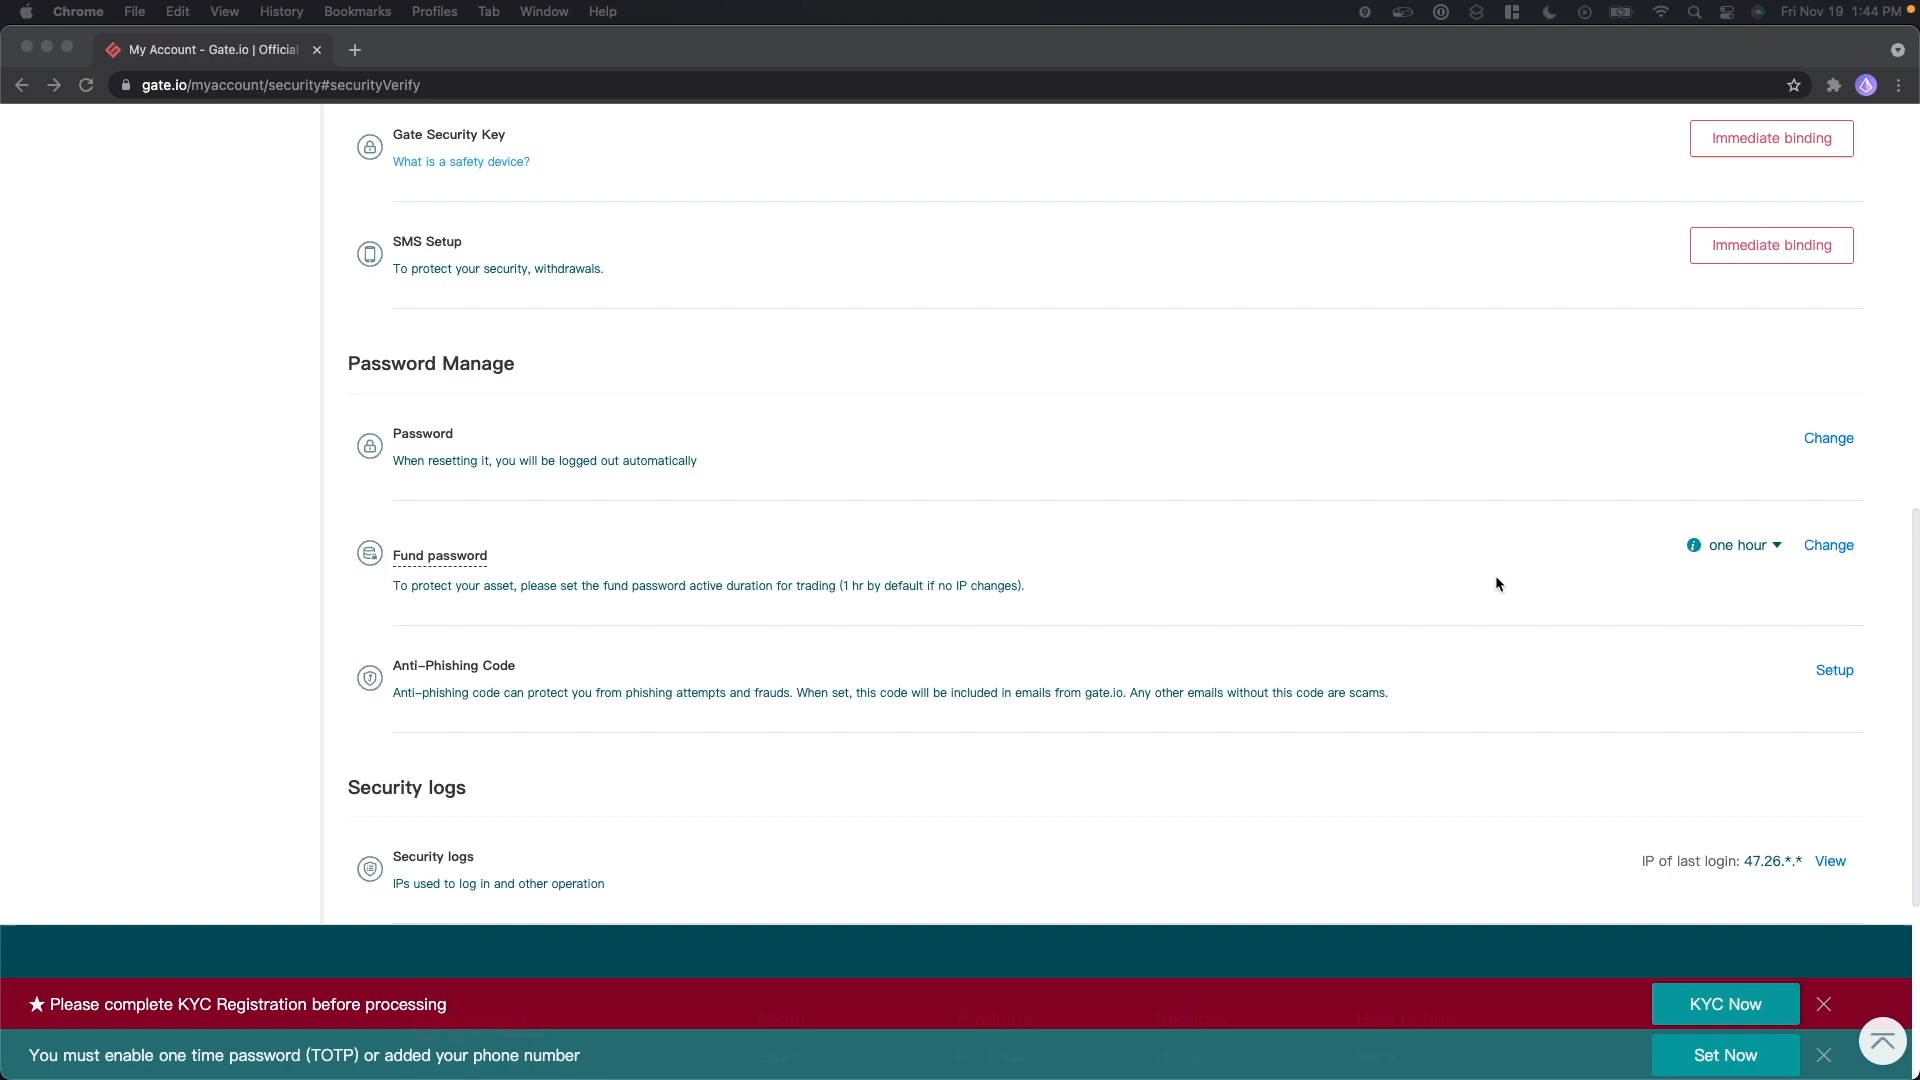 Chrome File Edit View History Bookmarks Profiles Tab Window Help Fri Nov 19 1:44 PM
My Account - Gate.io | Official
gate.io/myaccount/security#securityVerify
Gate Security Key
What is a safety device?
Immediate binding
SMS Setup
To protect your security, withdrawals.
Immediate binding
Password Manage
Password
When resetting it, you will be logged out automatically
Change
Fund password
To protect your asset, please set the fund password active duration for trading (1 hr by default if no IP changes).
one hour Change
Anti-Phishing Code
Anti-phishing code can protect you from phishing attempts and frauds. When set, this code will be included in emails from gate.io. Any other emails without this code are scams.
Setup
Security logs
Security logs
IPs used to log in and other operation
IP of last login: 47.26.*.* View
★ Please complete KYC Registration before processing
KYC Now
You must enable one time password (TOTP) or added your phone number
Set Now